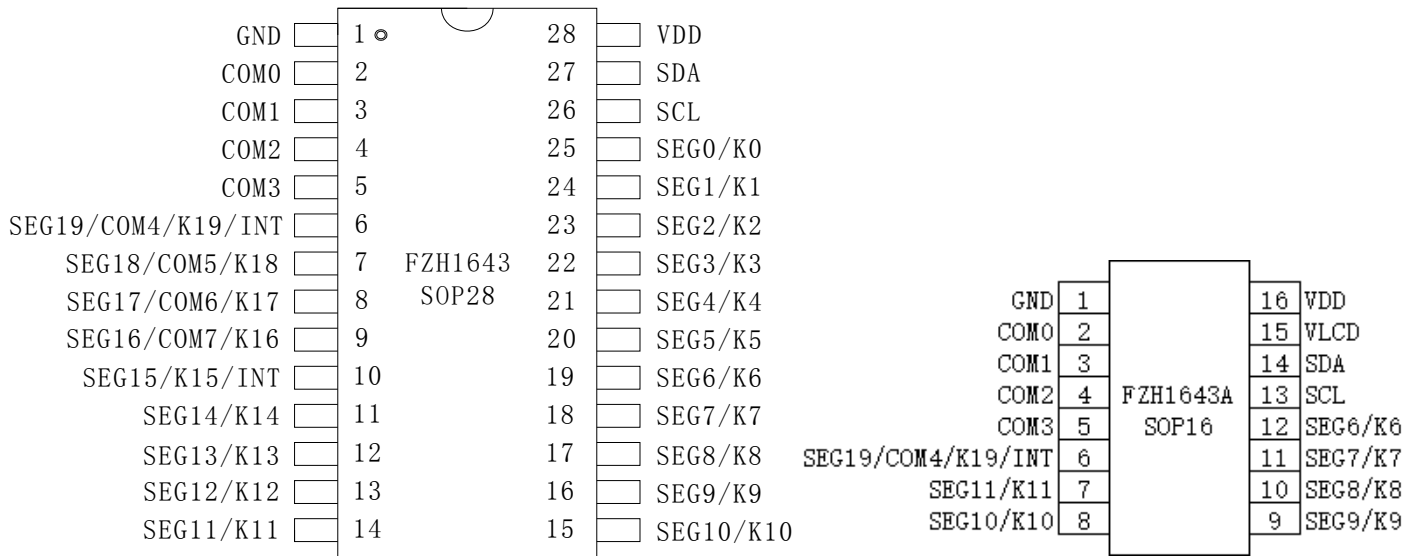 GND 1 28 VDD
COM0 2 27 SDA
COM1 3 26 SCL
COM2 4 25 SEG0/K0
COM3 5 24 SEG1/K1
SEG19/COM4/K19/INT 6 23 SEG2/K2
SEG18/COM5/K18 7 FZH1643 22 SEG3/K3
SEG17/COM6/K17 8 SOP28 21 SEG4/K4
SEG16/COM7/K16 9 20 SEG5/K5
SEG15/K15/INT 10 19 SEG6/K6
SEG14/K14 11 18 SEG7/K7
SEG13/K13 12 17 SEG8/K8
SEG12/K12 13 16 SEG9/K9
SEG11/K11 14 15 SEG10/K10
GND 1 16 VDD
COM0 2 15 VLCD
COM1 3 14 SDA
COM2 4 FZH1643A 13 SCL
COM3 5 SOP16 12 SEG6/K6
SEG19/COM4/K19/INT 6 11 SEG7/K7
SEG11/K11 7 10 SEG8/K8
SEG10/K10 8 9 SEG9/K9